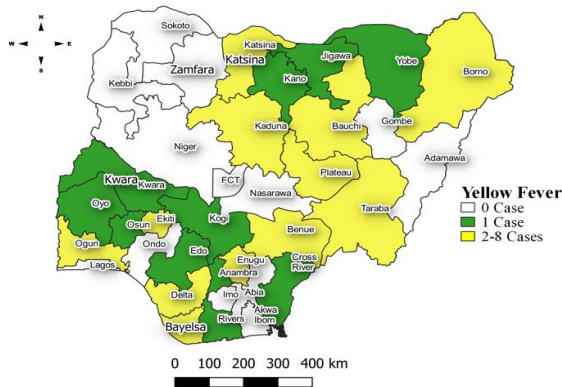 N
W E
S
Sokoto
Katsina
Katsina
Jigawa
Yobe
Borno
Zamfara
Kebbi
Kano
Kaduna
Bauchi
Gombe
Niger
Adamawa
FCT
Plateau
Nasarawa
Taraba
Kwara
Kwara
Oyo
Kogi
Osun
Ekiti
Benue
Ogun
Ondo
Edo
Enugu
Cross
River
Lagos
Anambra
Delta
Imo
Abia
Bayelsa
Rivers
Akwa
Ibom
Yellow Fever
0 Case
1 Case
2-8 Cases
0 100 200 300 400 km